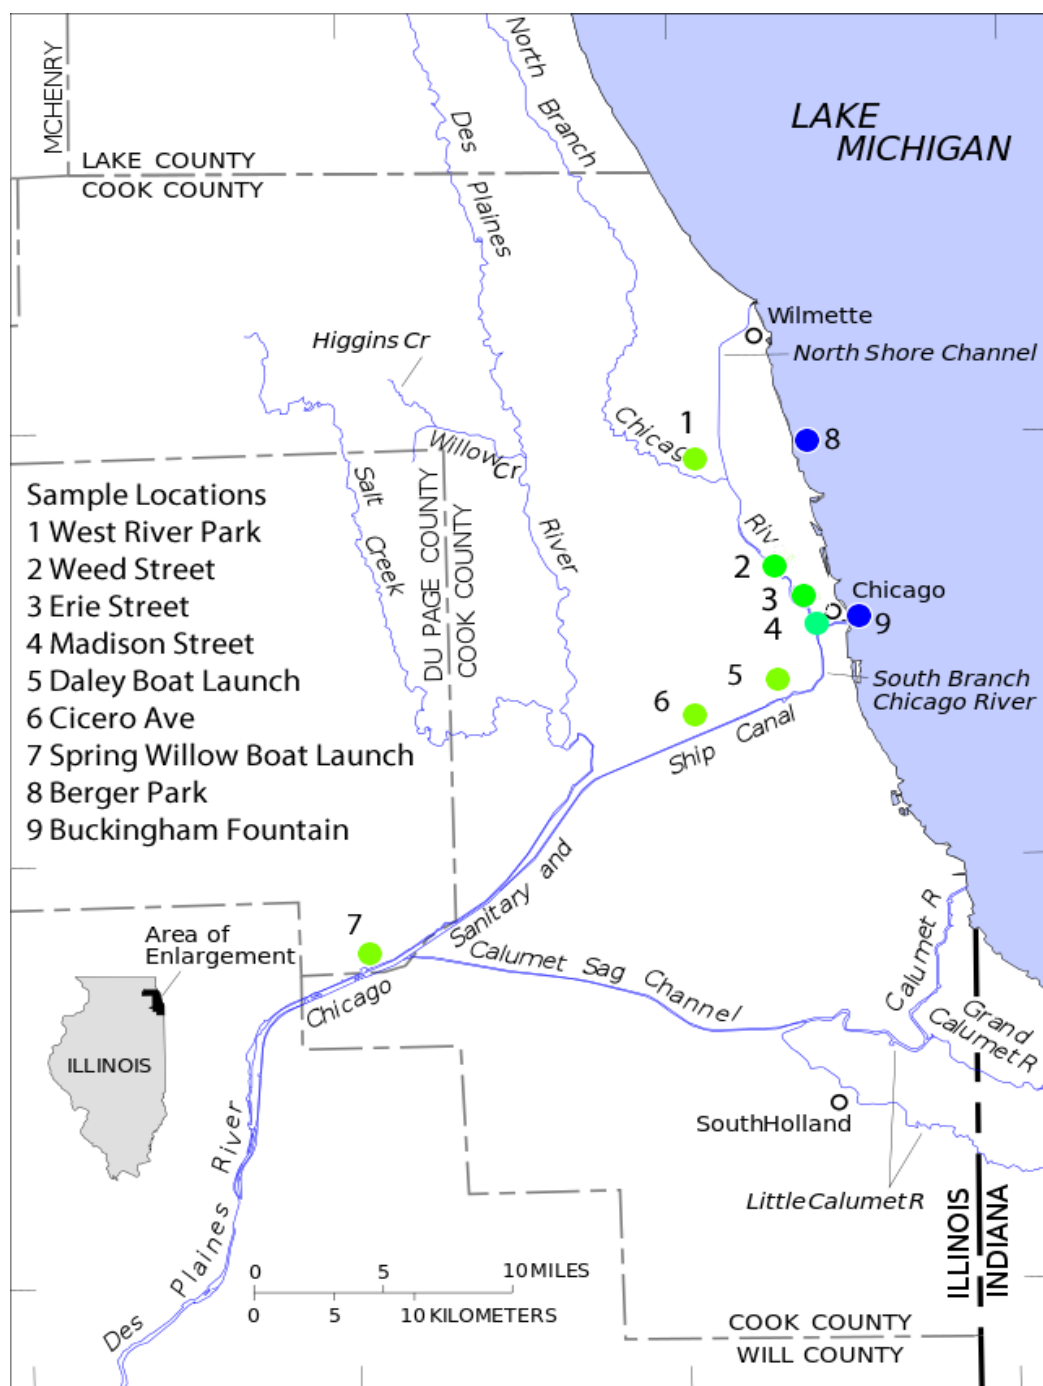 MCHENRY
LAKE COUNTY
COOK COUNTY
North Branch
Des Plaines
LAKE
MICHIGAN
Wilmette
North Shore Channel
Higgins Cr
Chicago
1
8
Willow Cr
Salt Creek
DU PAGE COUNTY
COOK COUNTY
River
Riv
2
3
4
Chicago
9
5
6
South Branch
Chicago River
Ship Canal
Sample Locations
1 West River Park
2 Weed Street
3 Erie Street
4 Madison Street
5 Daley Boat Launch
6 Cicero Ave
7 Spring Willow Boat Launch
8 Berger Park
9 Buckingham Fountain
Sanitary and
7
Chicago
Calumet Sag Channel
Calumet R
Grand
Calumet R
Area of
Enlargement
ILLINOIS
South Holland
Little Calumet R
ILLINOIS
INDIANA
Des Plaines River
0 5 10 MILES
0 5 10 KILOMETERS
COOK COUNTY
WILL COUNTY